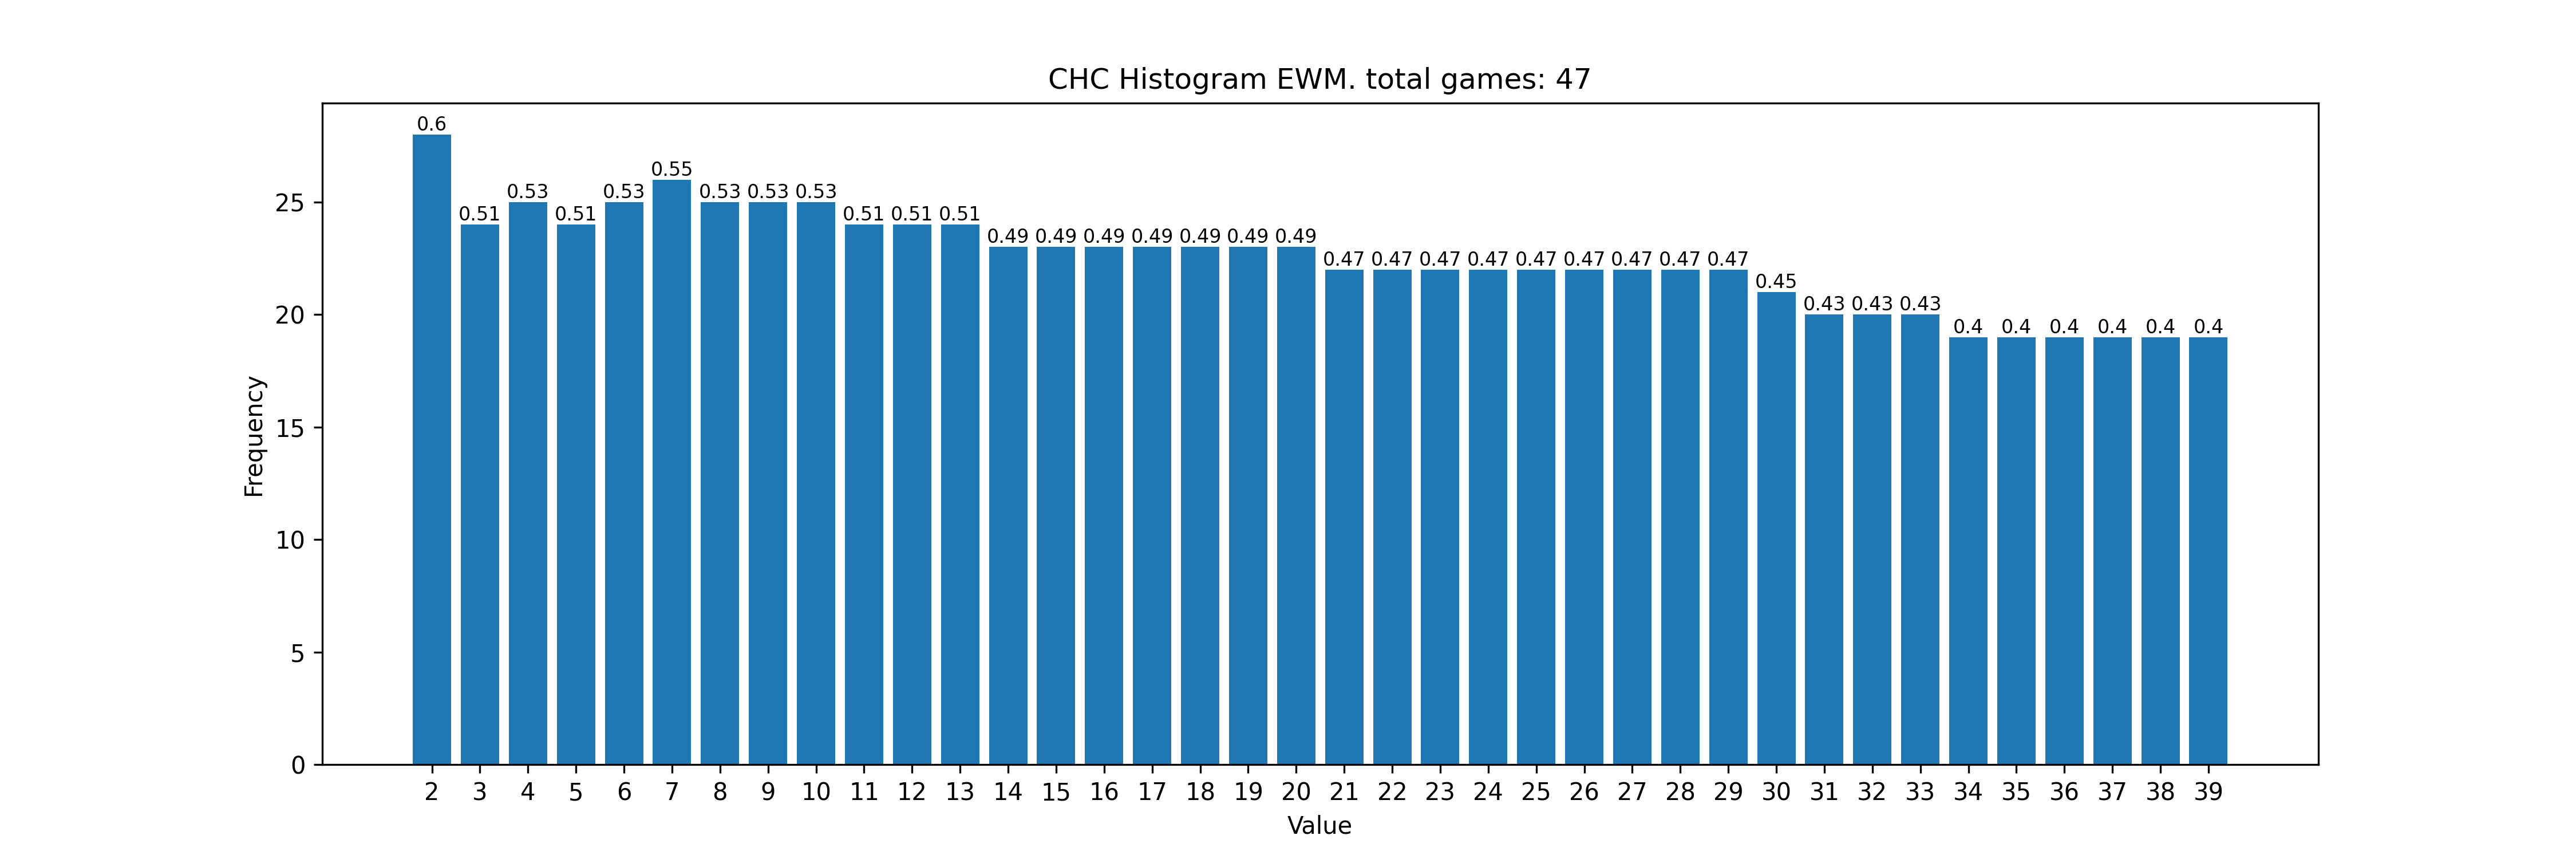 CHC Histogram EWM. total games: 47
0.6 0.51 0.53 0.51 0.53 0.55 0.53 0.53 0.53 0.51 0.51 0.51 0.49 0.49 0.49 0.49 0.49 0.49 0.49 0.47 0.47 0.47 0.47 0.47 0.47 0.47 0.47 0.47 0.45 0.43 0.43 0.43 0.4 0.4 0.4 0.4 0.4 0.4
25
20
15
10
5
0
Frequency
2 3 4 5 6 7 8 9 10 11 12 13 14 15 16 17 18 19 20 21 22 23 24 25 26 27 28 29 30 31 32 33 34 35 36 37 38 39
Value